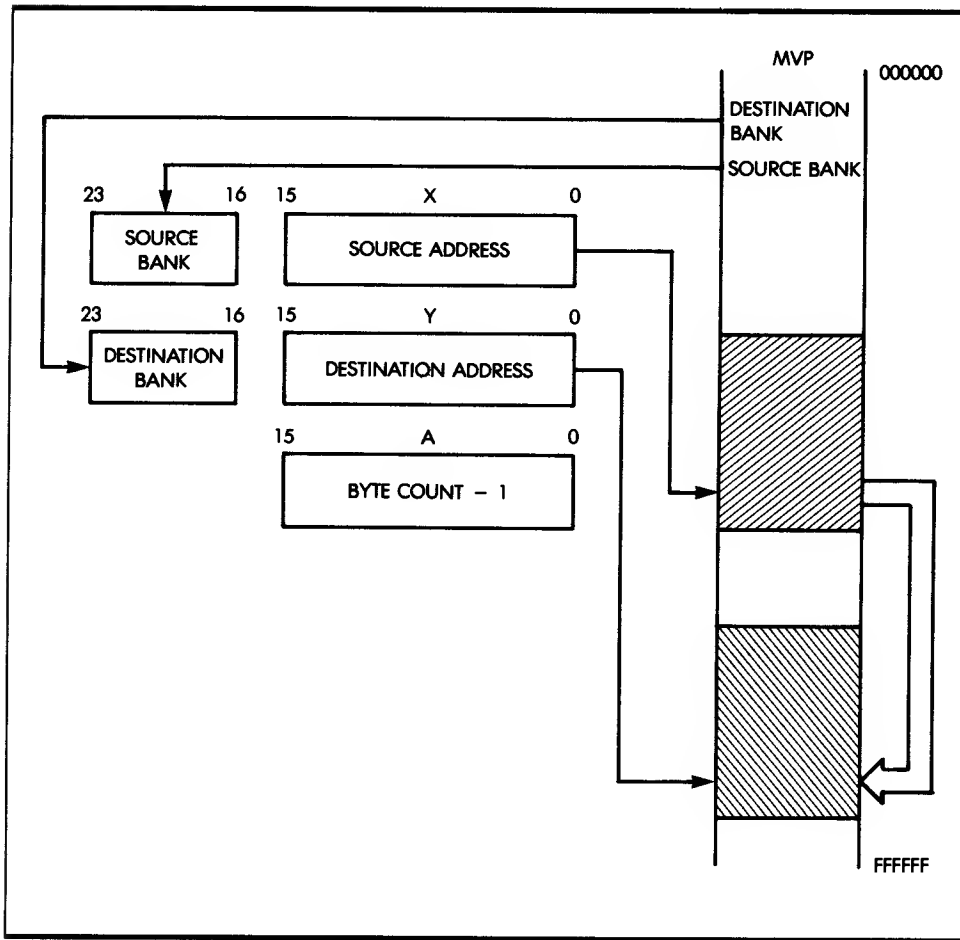 MVP
000000
DESTINATION
BANK
SOURCE BANK
23 16 15 X 0
SOURCE
BANK
SOURCE ADDRESS
23 16 15 Y 0
DESTINATION
BANK
DESTINATION ADDRESS
15 A 0
BYTE COUNT – 1
FFFFFF